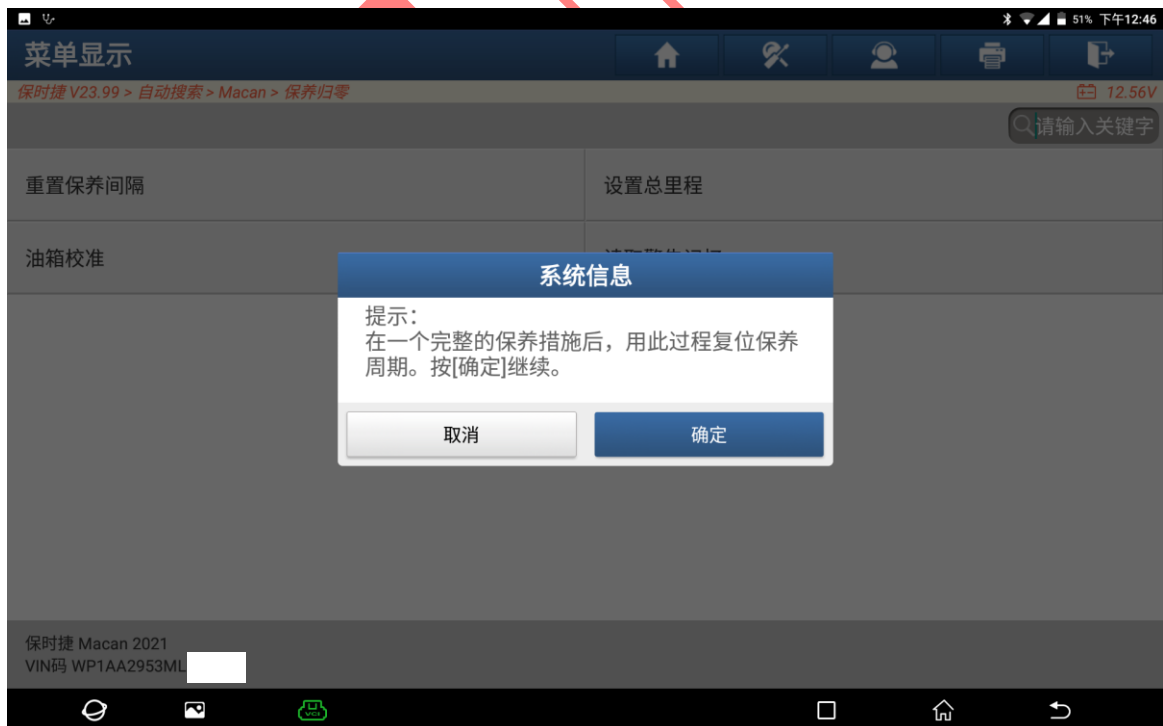 51% 下午12:46
菜单显示
保时捷 V23.99 > 自动搜索 > Macan > 保养归零
12.56V
请输入关键字
重置保养间隔
设置总里程
油箱校准
系统信息
提示：
在一个完整的保养措施后，用此过程复位保养
周期。按[确定]继续。
取消
确定
保时捷 Macan 2021
VIN码 WP1AA2953ML
VCI